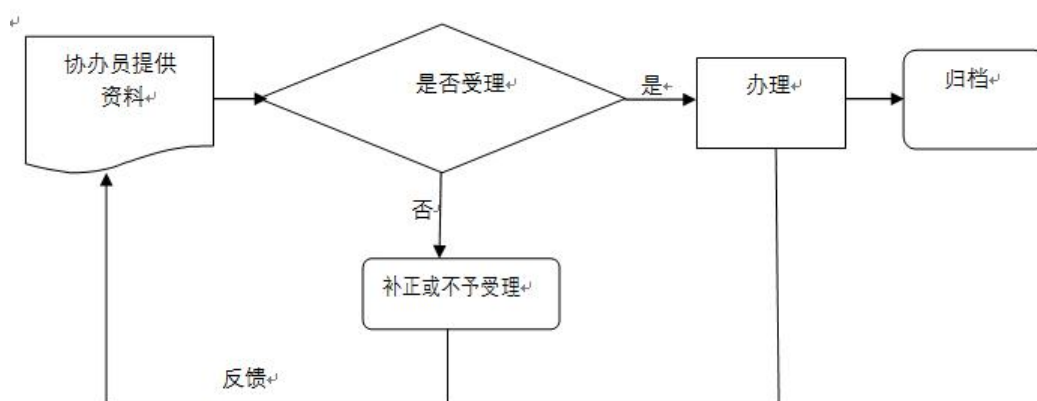 协办员提供
资料
是否受理
是
办理
归档
否
补正或不予受理
反馈